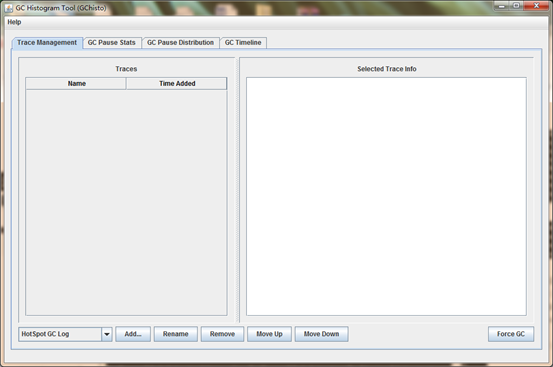 GC Histogram Tool (GChisto)
Help
Trace Management GC Pause Stats GC Pause Distribution GC Timeline
Traces Selected Trace Info
Name Time Added
HotSpot GC Log Add... Rename Remove Move Up Move Down Force GC